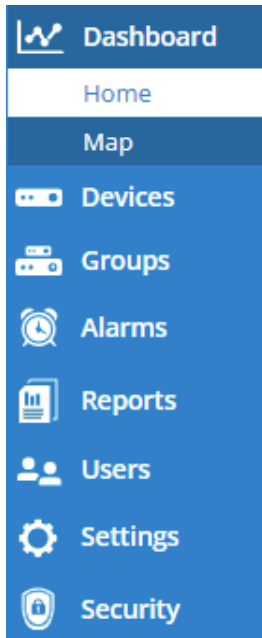 Dashboard
Home
Map
Devices
Groups
Alarms
Reports
Users
Settings
Security